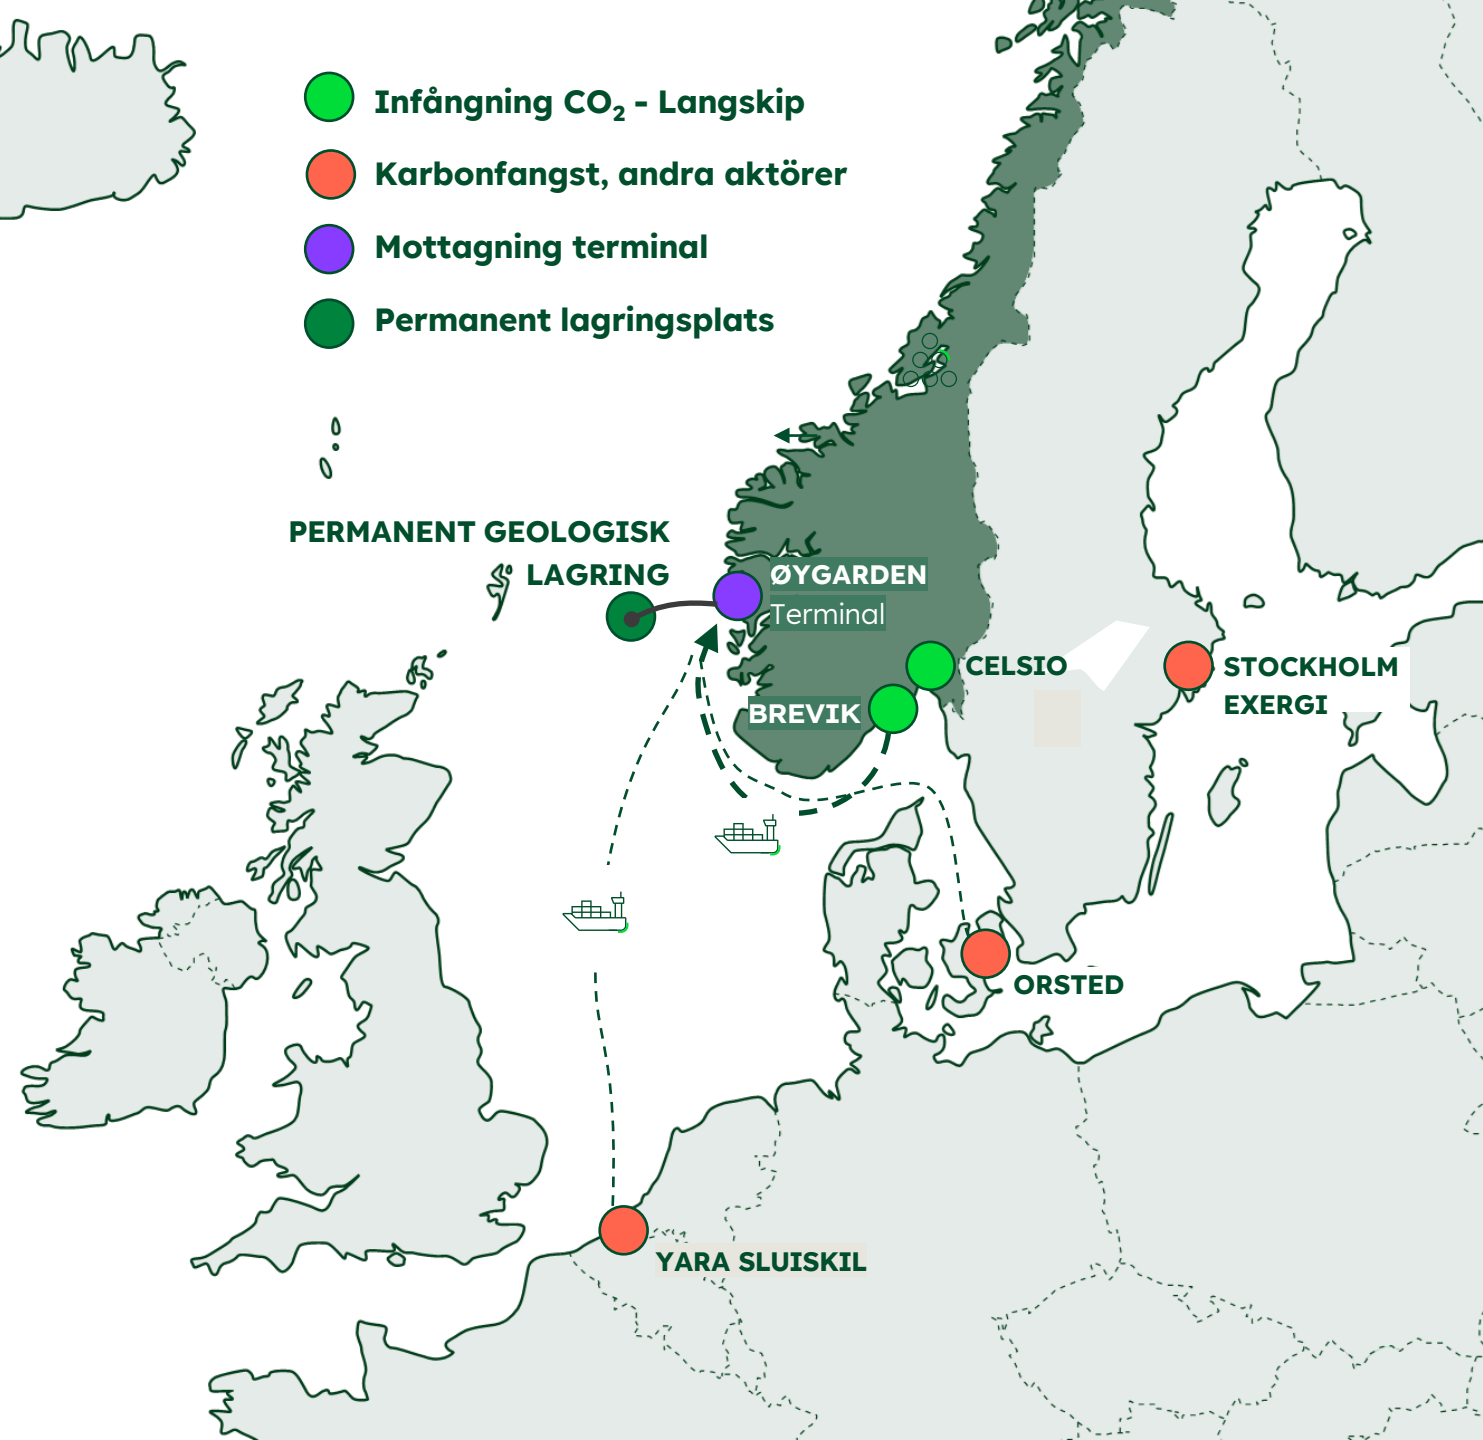 Infångning CO₂ - Langskip
Karbonfangst, andra aktörer
Mottagning terminal
Permanent lagringsplats
PERMANENT GEOLOGISK
LAGRING
ØYGARDEN
Terminal
CELSIO
BREVIK
STOCKHOLM
EXERGI
ORSTED
YARA SLUISKIL